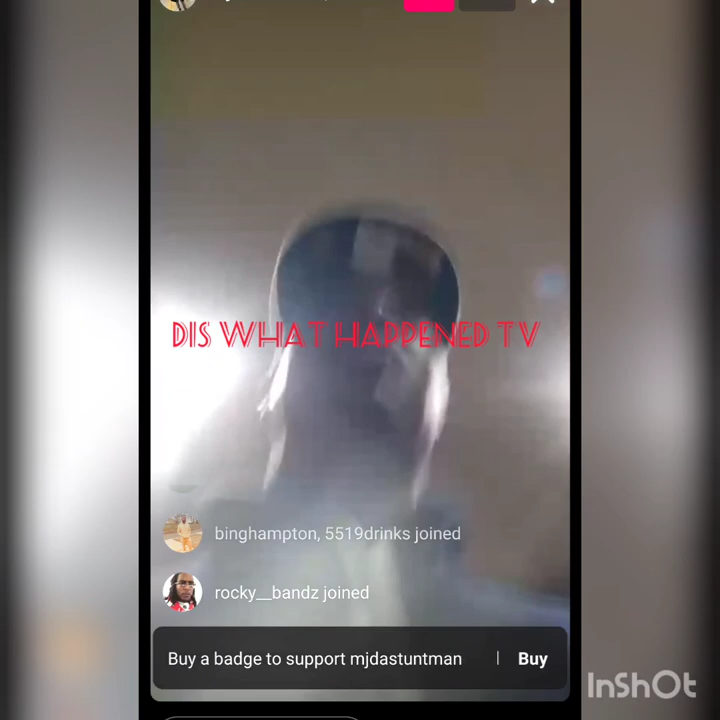 DIS WHAT HAPPENED TV
binghampton, 5519drinks joined
rocky__bandz joined
Buy a badge to support mjdastuntman | Buy
InShOt